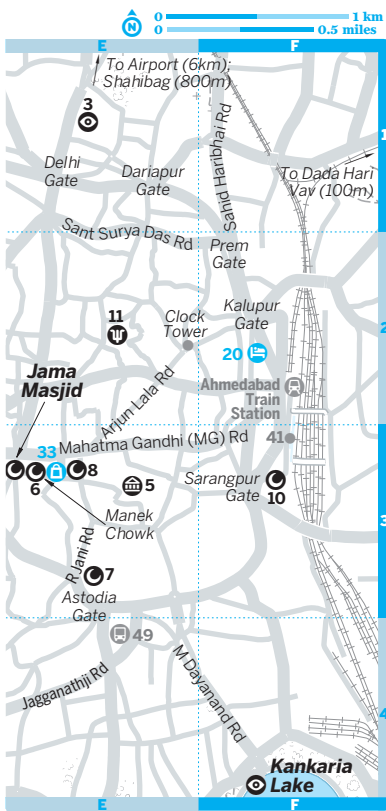 N
0 1 km
0 0.5 miles
E F
To Airport (6km);
Shahibag (800m)
3
1
Delhi
Gate
Dariapur
Gate
Sahid Haribhai Rd
To Dada Hari
Vav (100m)
Sant Surya Das Rd
Prem
Gate
11
Clock
Tower
Kalupur
Gate
2
20
Jama
Masjid
Arjun Lala Rd
Ahmedabad
Train
Station
Mahatma Gandhi (MG) Rd
41
33
6
8
5
Sarangpur
Gate
10
3
Manek
Chowk
R Jani Rd
7
Astodia
Gate
49
Jagganathji Rd
M Dayanand Rd
4
Kankaria
Lake
E F